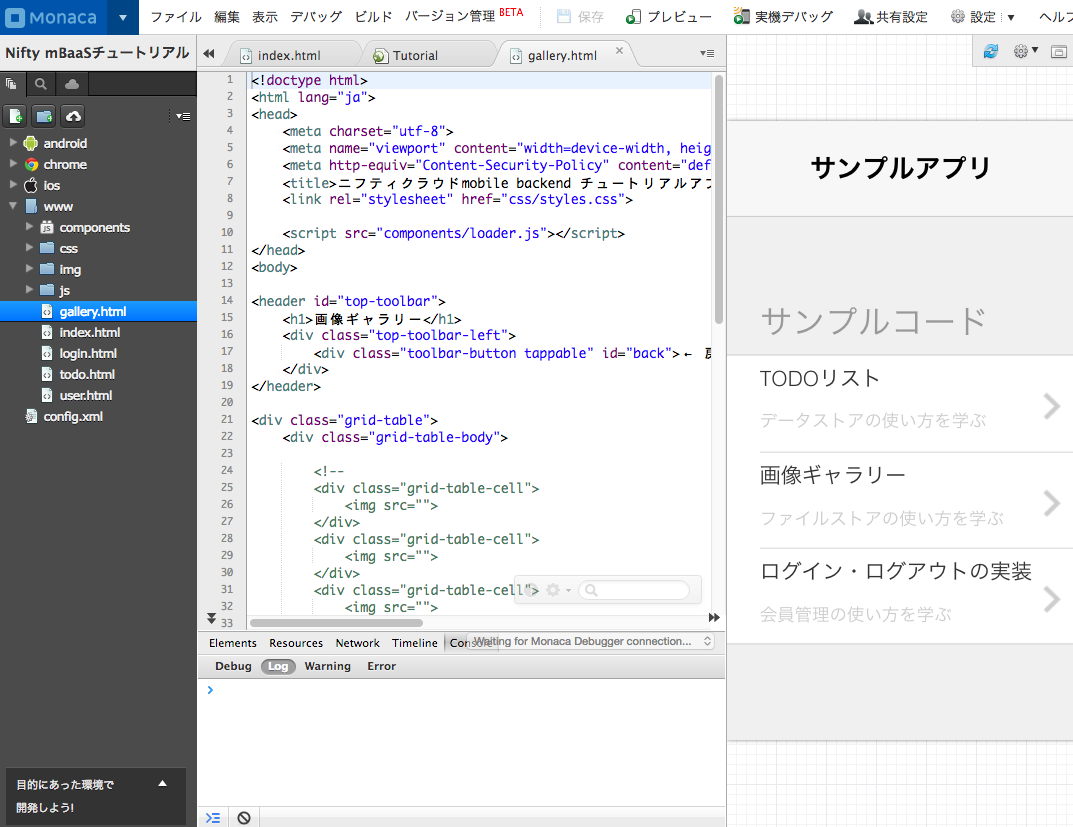 Monaca
ファイル 編集 表示 デバッグ ビルド バージョン管理 BETA 保存 プレビュー 実機デバッグ 共有設定 設定 ヘルプ
Nifty mBaaSチュートリアル
index.html Tutorial gallery.html
android
chrome
ios
www
components
css
img
js
gallery.html
index.html
login.html
todo.html
user.html
config.xml
目的にあった環境で
開発しよう!
1 <!doctype html>
2 <html lang="ja">
3 <head>
4 <meta charset="utf-8">
5 <meta name="viewport" content="width=device-width, heig
6 <meta http-equiv="Content-Security-Policy" content="def
7 <title>ニフティクラウドmobile backend チュートリアルアプ
8 <link rel="stylesheet" href="css/styles.css">
9
10 <script src="components/loader.js"></script>
11 </head>
12 <body>
13
14 <header id="top-toolbar">
15 <h1>画像ギャラリー</h1>
16 <div class="top-toolbar-left">
17 <div class="toolbar-button tappable" id="back">← 戻
18 </div>
19 </header>
20
21 <div class="grid-table">
22 <div class="grid-table-body">
23
24 <!--
25 <div class="grid-table-cell">
26 <img src="">
27 </div>
28 <div class="grid-table-cell">
29 <img src="">
30 </div>
31 <div class="grid-table-cell">
32 <img src="">
33
Elements Resources Network Timeline Console Waiting for Monaca Debugger connection...
Debug Log Warning Error
サンプルアプリ
サンプルコード
TODOリスト
データストアの使い方を学ぶ
画像ギャラリー
ファイルストアの使い方を学ぶ
ログイン・ログアウトの実装
会員管理の使い方を学ぶ